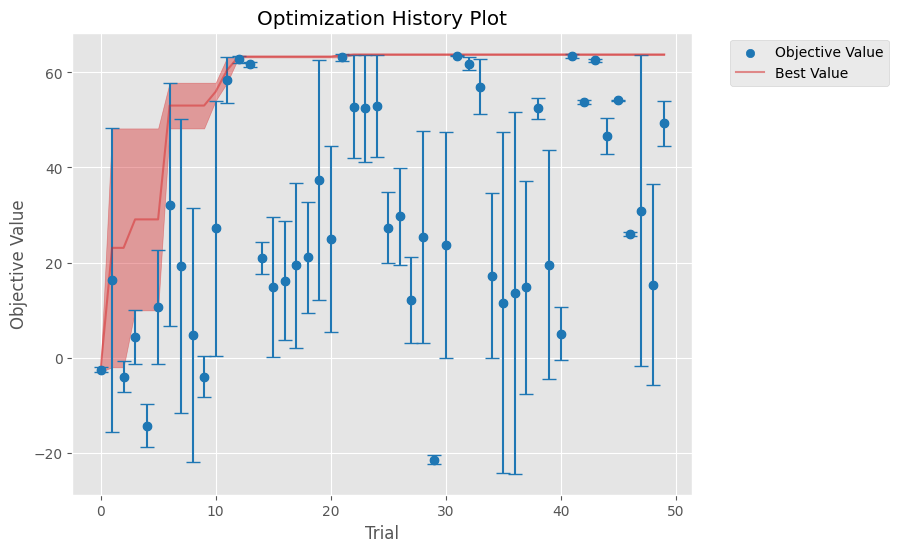 Optimization History Plot
Objective Value
Best Value
Objective Value
60
40
20
0
−20
0 10 20 30 40 50
Trial